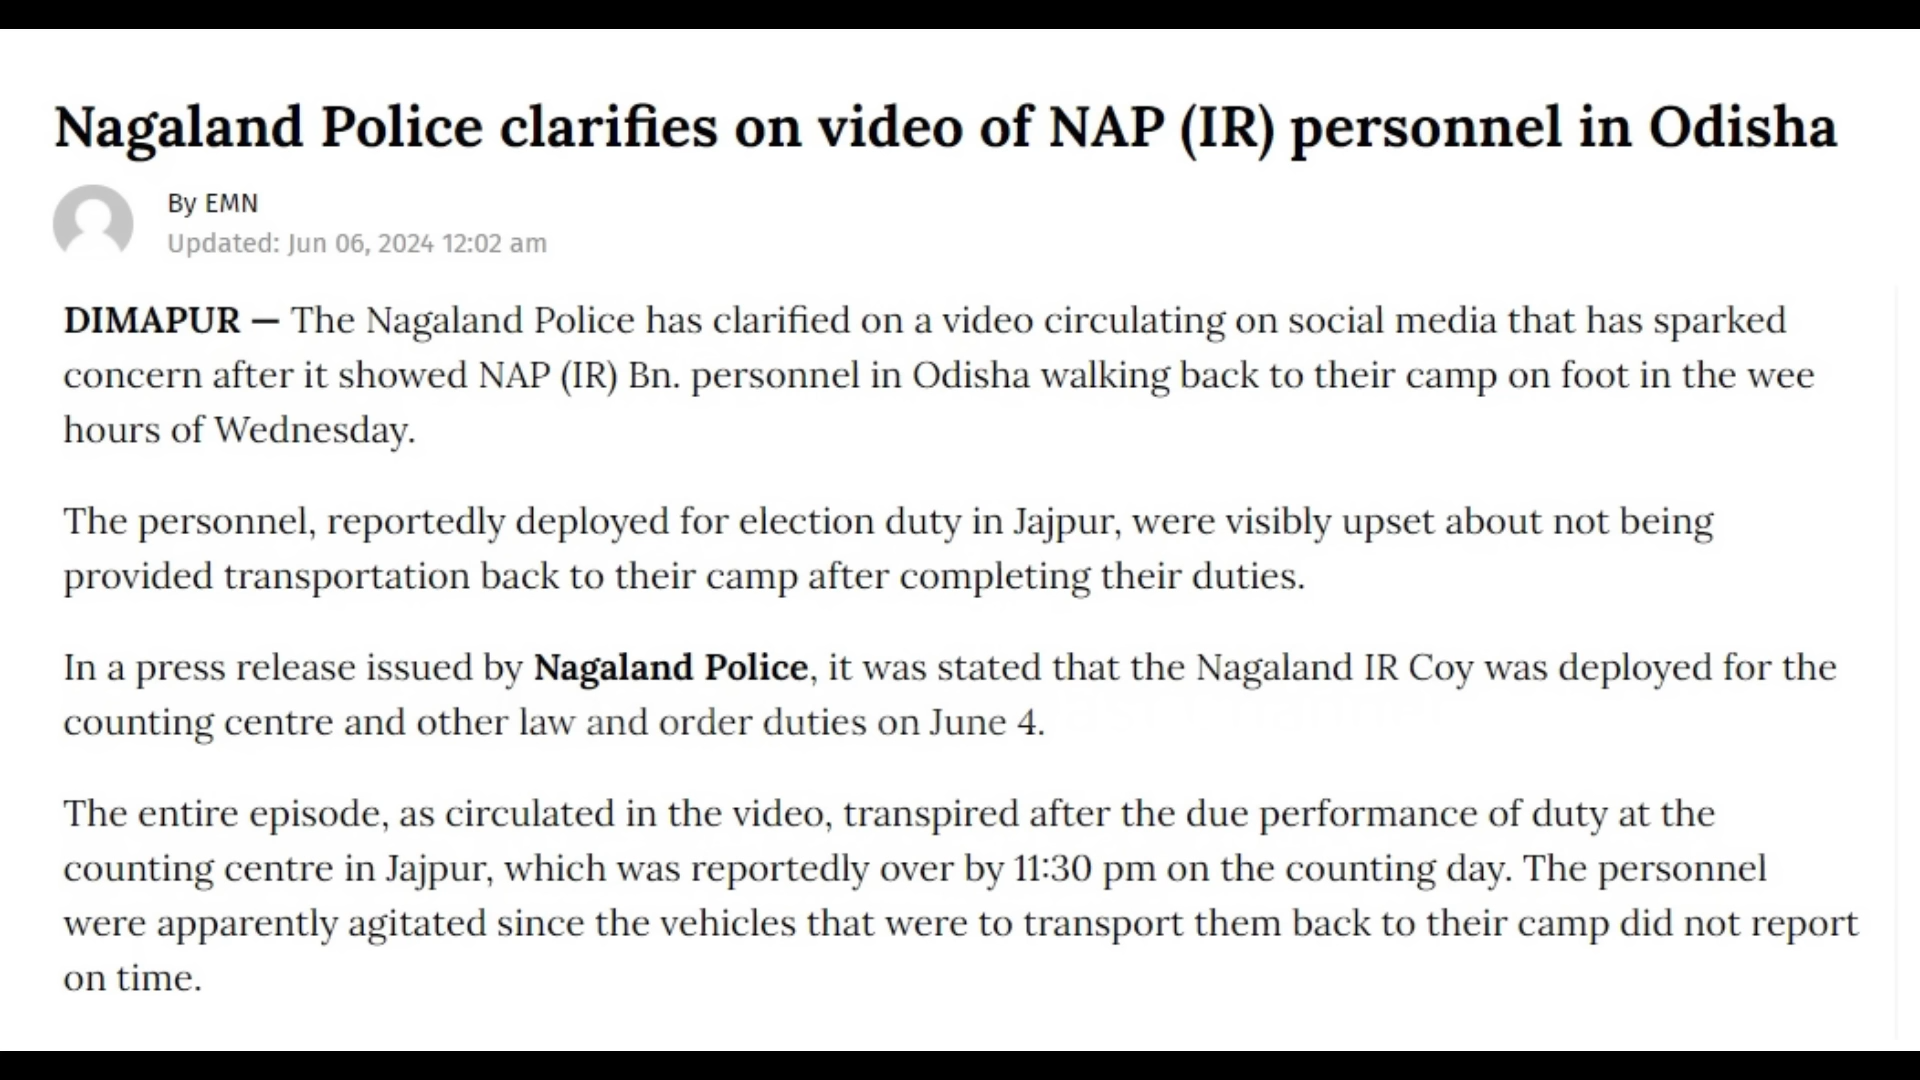 Nagaland Police clarifies on video of NAP (IR) personnel in Odisha
By EMN
Updated: Jun 06, 2024 12:02 am
DIMAPUR — The Nagaland Police has clarified on a video circulating on social media that has sparked
concern after it showed NAP (IR) Bn. personnel in Odisha walking back to their camp on foot in the wee
hours of Wednesday.
The personnel, reportedly deployed for election duty in Jajpur, were visibly upset about not being
provided transportation back to their camp after completing their duties.
In a press release issued by Nagaland Police, it was stated that the Nagaland IR Coy was deployed for the
counting centre and other law and order duties on June 4.
The entire episode, as circulated in the video, transpired after the due performance of duty at the
counting centre in Jajpur, which was reportedly over by 11:30 pm on the counting day. The personnel
were apparently agitated since the vehicles that were to transport them back to their camp did not report
on time.